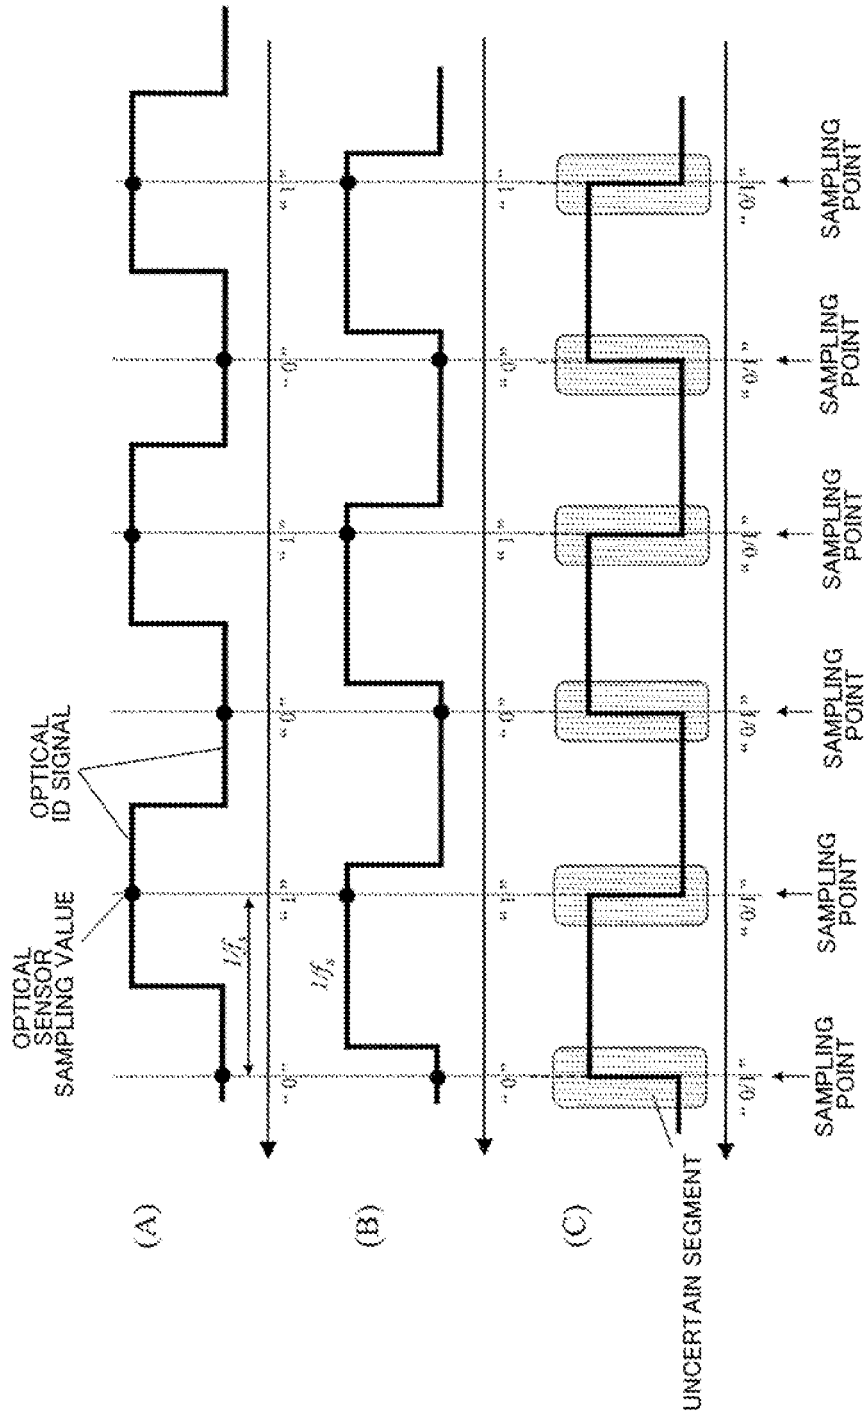 OPTICAL
SENSOR
SAMPLING VALUE
OPTICAL
ID SIGNAL
(A)
1/fs
“0”
“1”
“0”
“1”
“0”
“1”
(B)
1/fs
“0”
“1”
“0”
“1”
“0”
“1”
(C)
UNCERTAIN SEGMENT
“1/0”
“1/0”
“1/0”
“1/0”
“1/0”
“1/0”
SAMPLING
POINT
SAMPLING
POINT
SAMPLING
POINT
SAMPLING
POINT
SAMPLING
POINT
SAMPLING
POINT